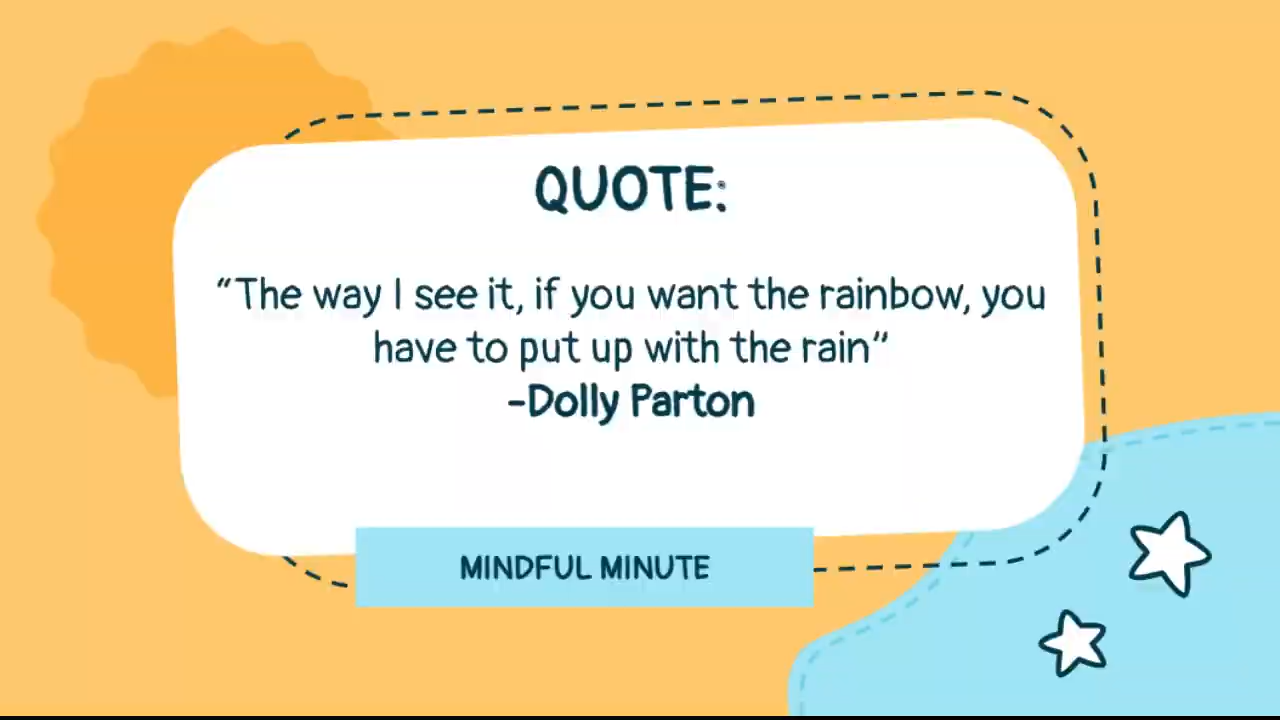 QUOTE:
“The way I see it, if you want the rainbow, you
have to put up with the rain”
-Dolly Parton
MINDFUL MINUTE